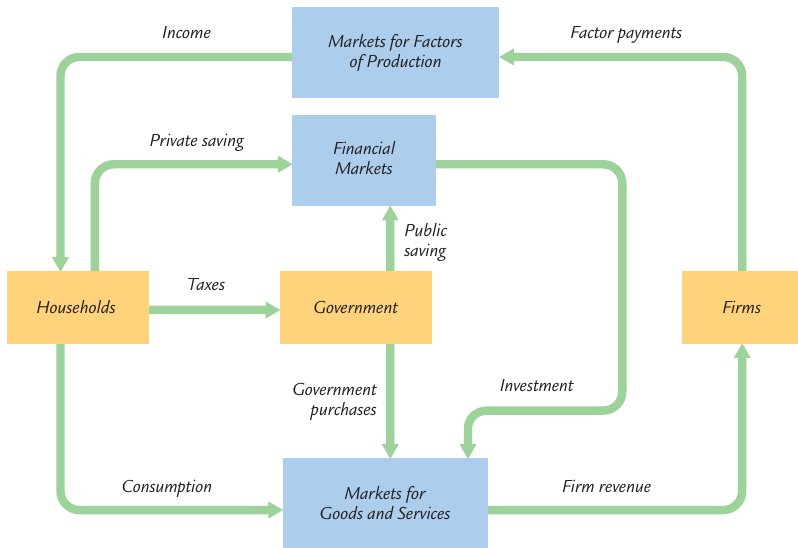 Income
Markets for Factors
of Production
Factor payments
Private saving
Financial
Markets
Public
saving
Taxes
Households
Government
Firms
Government
purchases
Investment
Consumption
Markets for
Goods and Services
Firm revenue